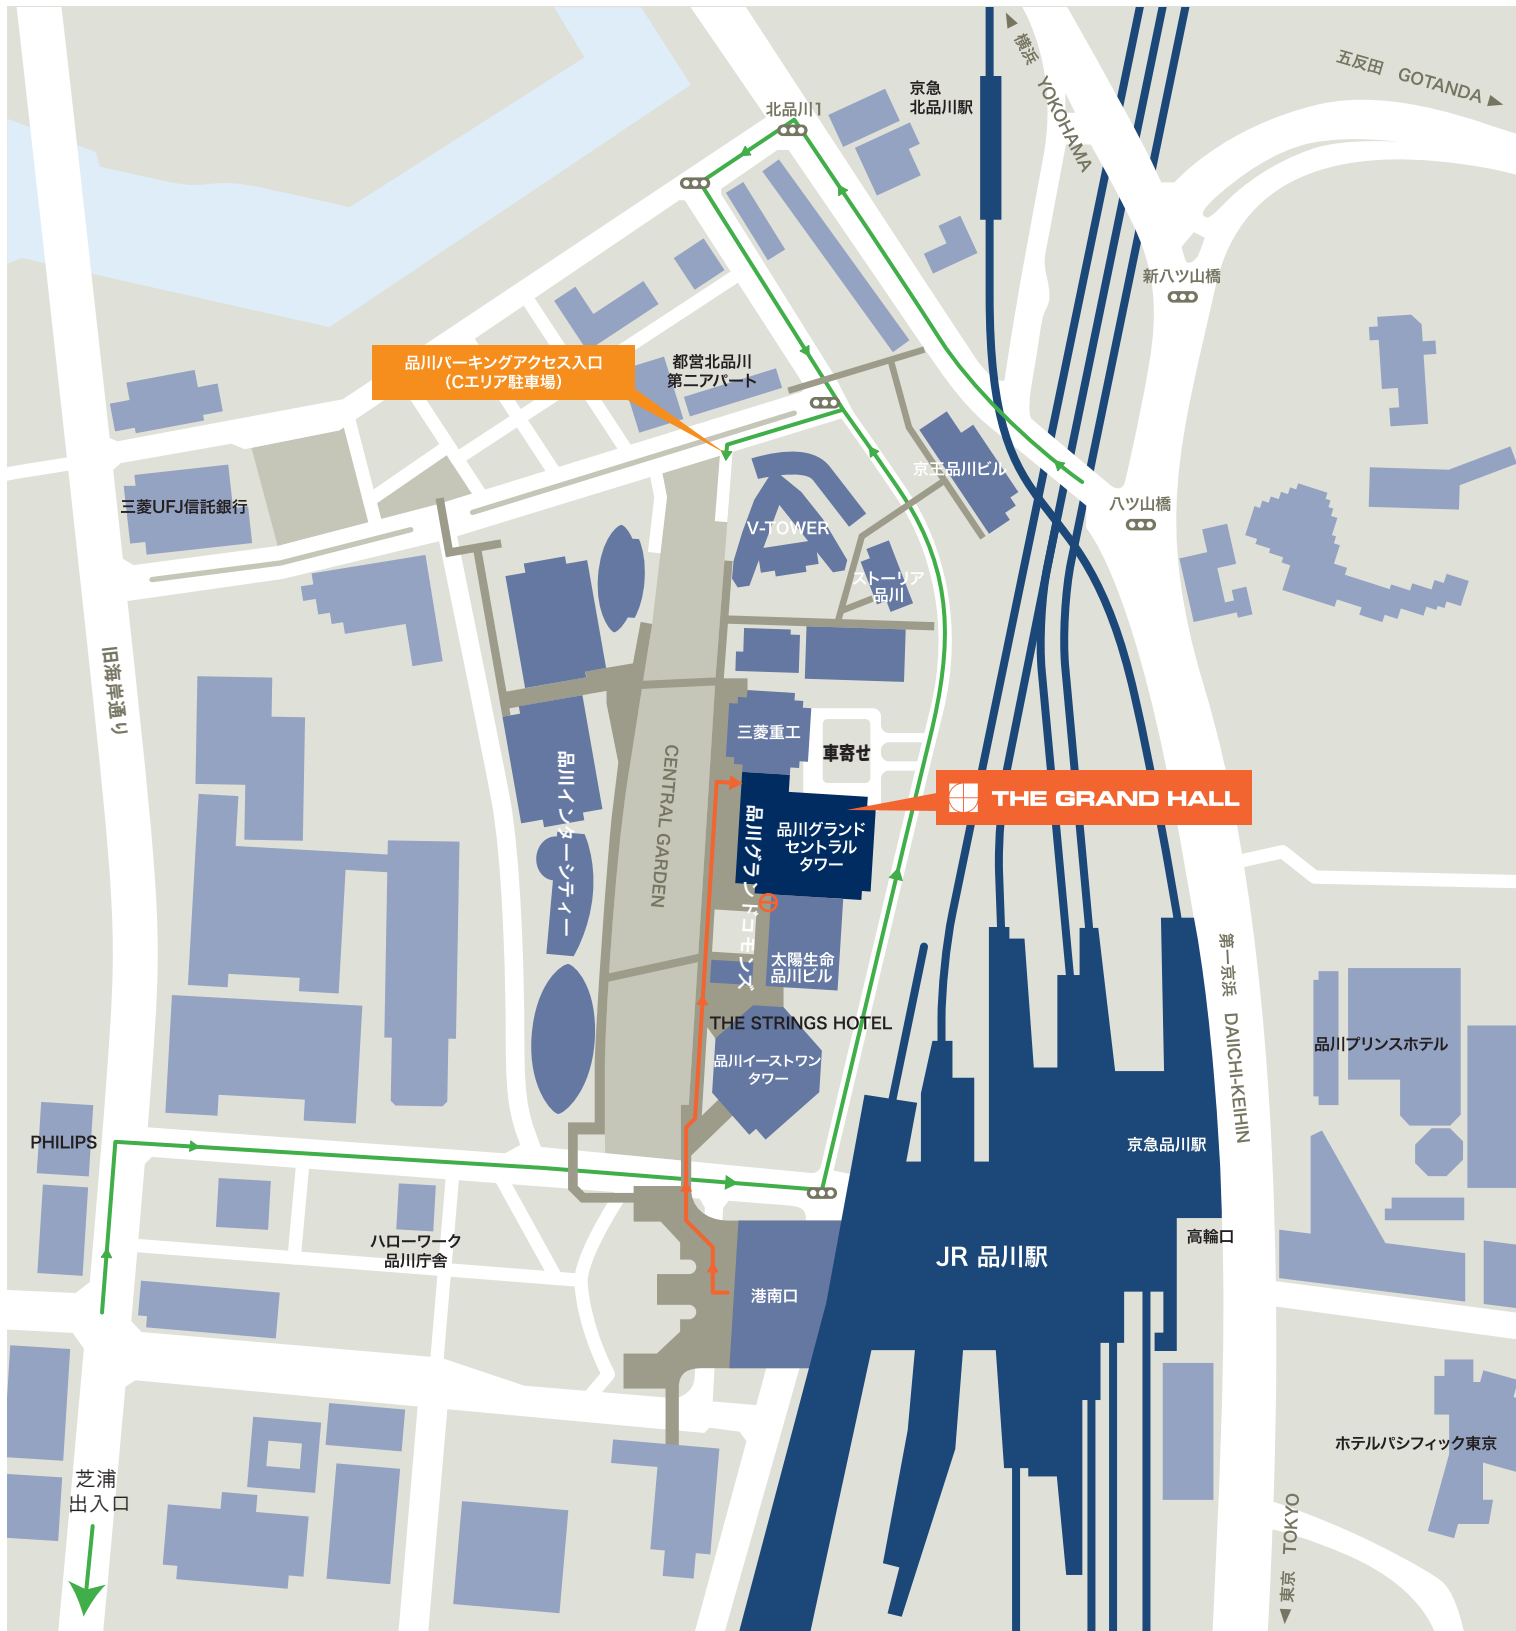 横浜 YOKOHAMA
五反田 GOTANDA
京急
北品川駅
北品川1
新八ツ山橋
品川パーキングアクセス入口
（Cエリア駐車場）
都営北品川
第二アパート
京王品川ビル
三菱UFJ信託銀行
八ツ山橋
V-TOWER
ストーリア
品川
旧海岸通り
三菱重工
車寄せ
品川インターシティー
CENTRAL GARDEN
THE GRAND HALL
品川グランドコモンズ
品川グランド
セントラル
タワー
太陽生命
品川ビル
第一京浜 DAIICHI-KEIHIN
THE STRINGS HOTEL
品川イーストワン
タワー
品川プリンスホテル
PHILIPS
京急品川駅
ハローワーク
品川庁舎
JR 品川駅
高輪口
港南口
ホテルパシフィック東京
芝浦
出入口
東京 TOKYO